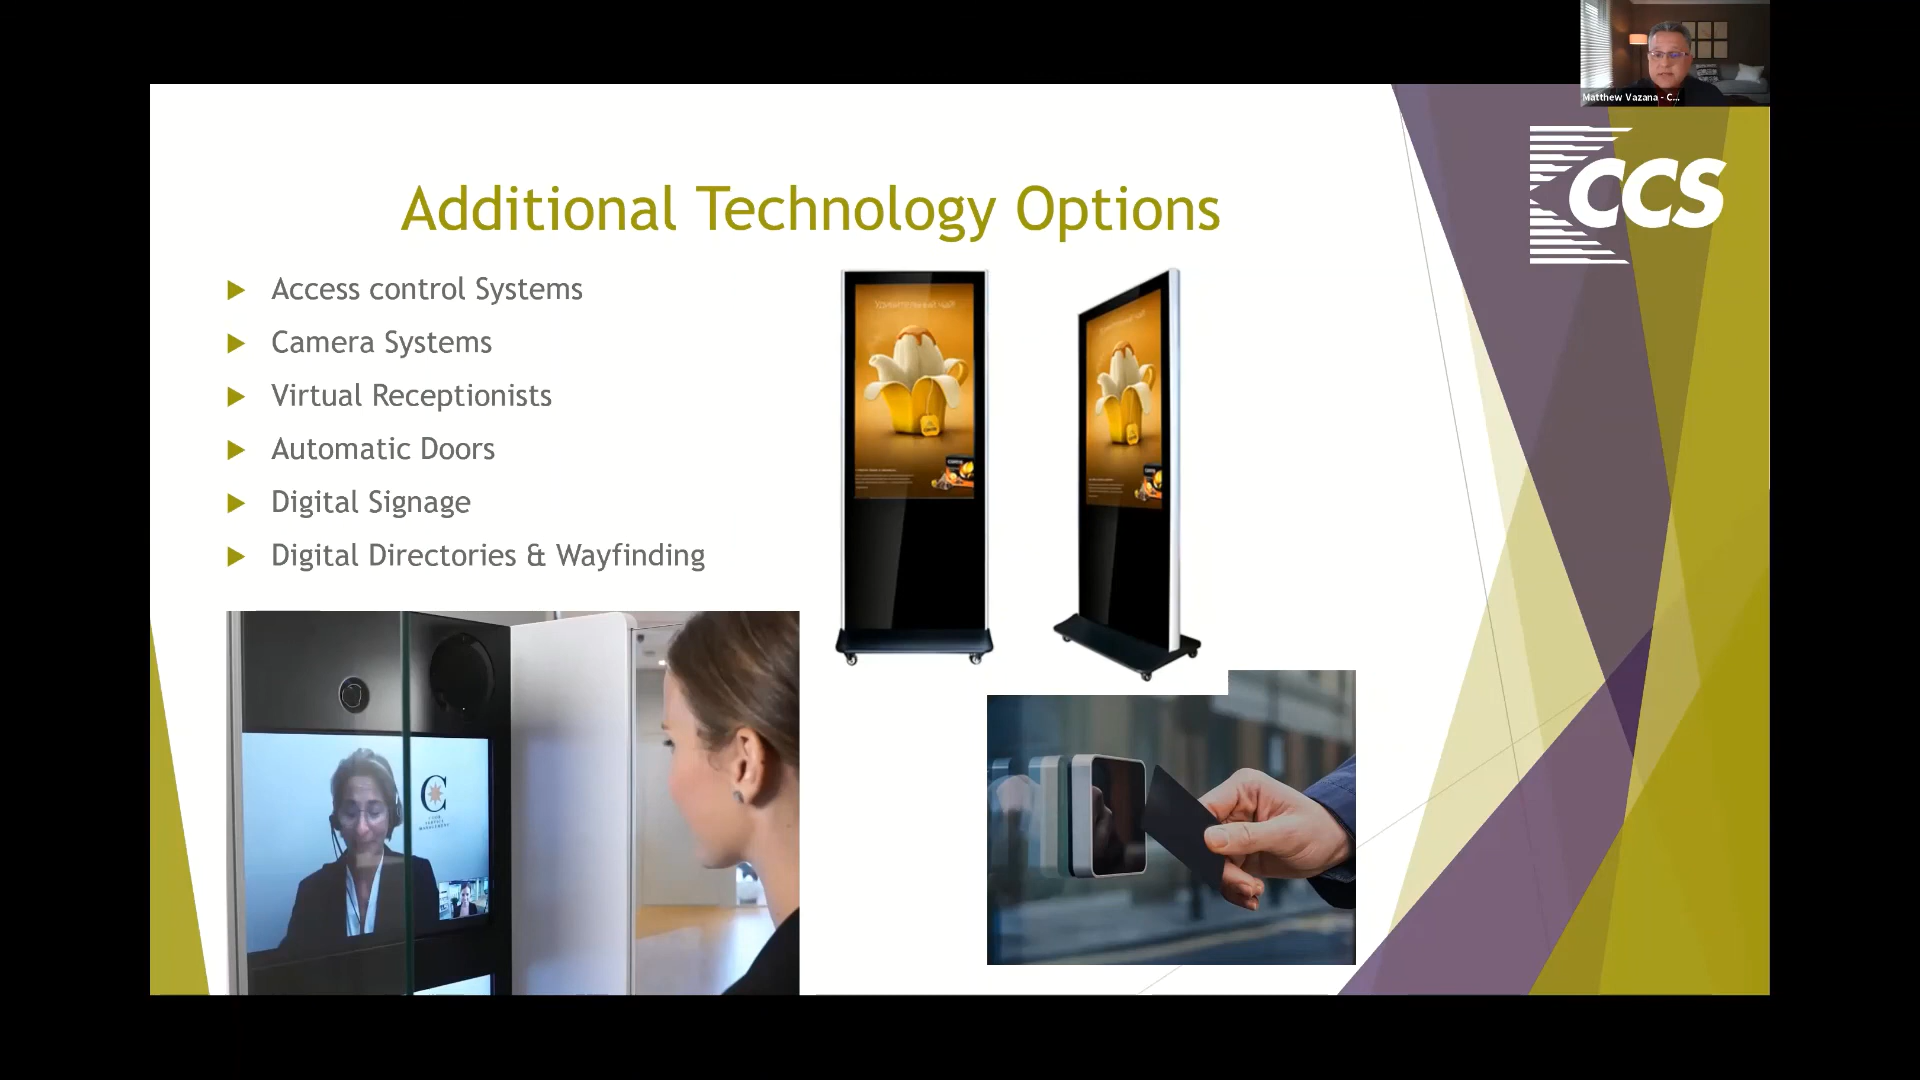 Matthew Vazana - C...
CCS
Additional Technology Options
Access control Systems
Camera Systems
Virtual Receptionists
Automatic Doors
Digital Signage
Digital Directories & Wayfinding
C